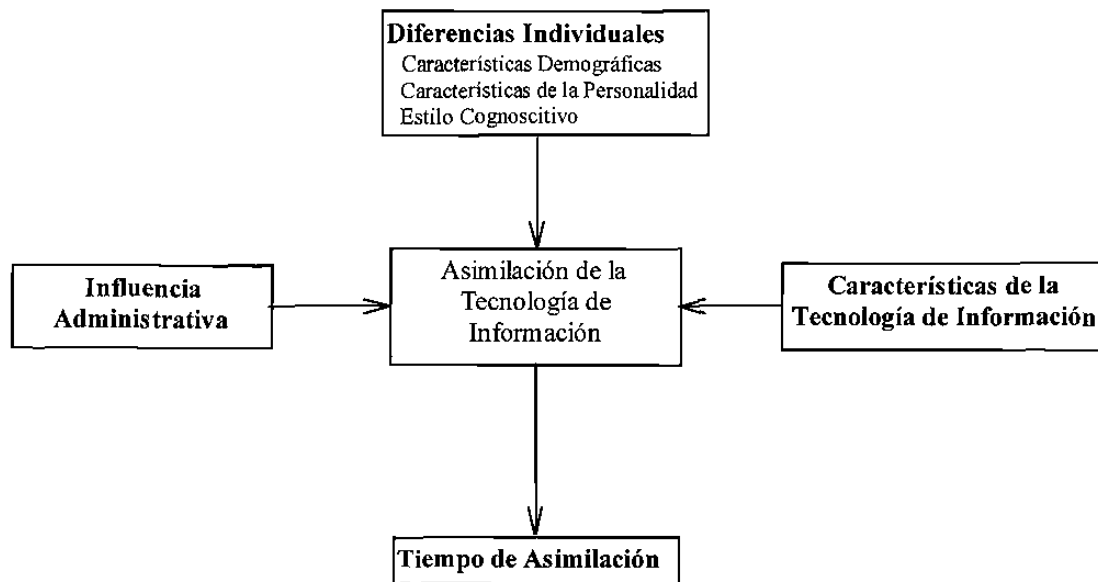 Diferencias Individuales
Características Demográficas
Características de la Personalidad
Estilo Cognoscitivo
Influencia
Administrativa
Asimilación de la
Tecnología de
Información
Características de la
Tecnología de Información
Tiempo de Asimilación